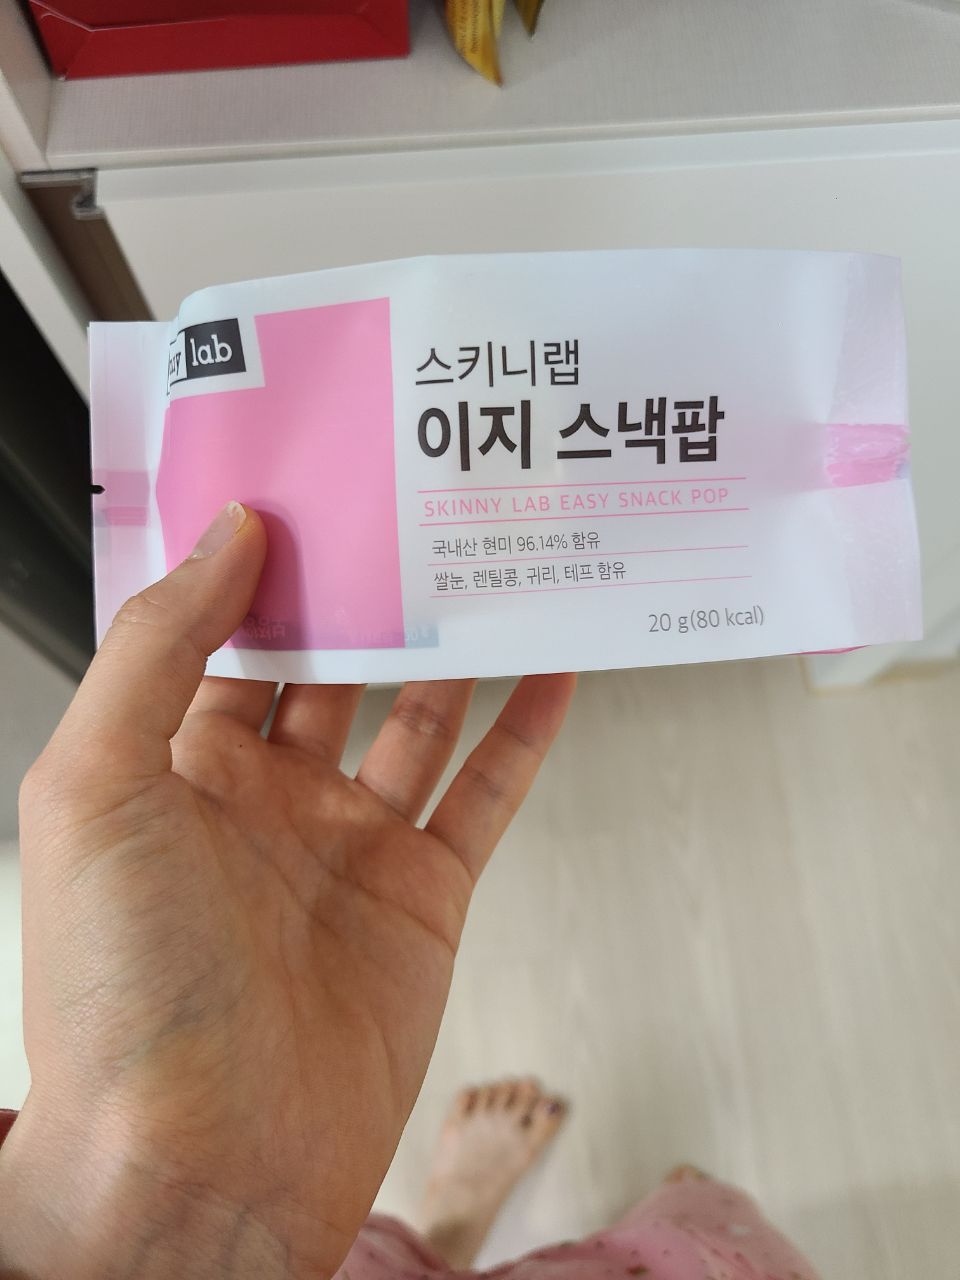 lab
스키니랩
이지 스낵팝
SKINNY LAB EASY SNACK POP
국내산 현미 96.14% 함유
쌀눈, 렌틸콩, 귀리, 테프 함유
20 g(80 kcal)